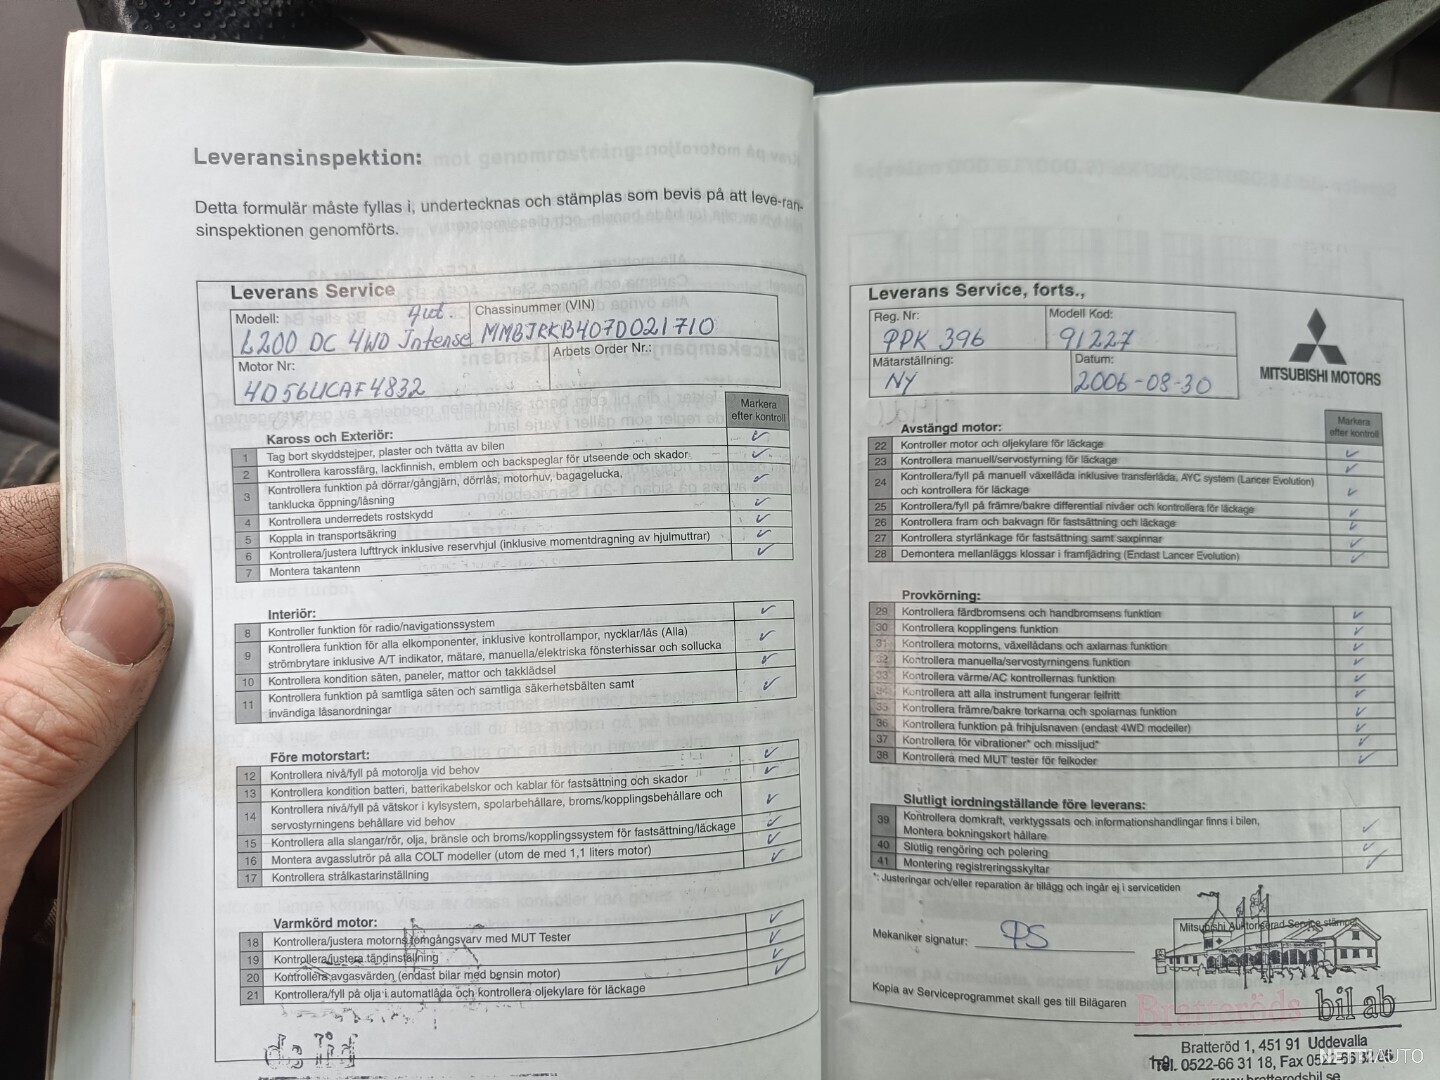 Leveransinspektion:
Detta formulär måste fyllas i, undertecknas och stämplas som bevis på att leve-ran-
sinspektionen genomförts.
Leverans Service
Modell:
Aut.
L200 DC 4WD Intense
Chassinummer (VIN)
MMBJRKB407D021710
Motor Nr:
4D56UCAF4832
Arbets Order Nr.:
Markera
efter kontroll
Kaross och Exteriör:
1 Tag bort skyddstejper, plaster och tvätta av bilen
2 Kontrollera karossfärg, lackfinnish, emblem och backspeglar för utseende och skador
3 Kontrollera funktion på dörrar/gångjärn, dörrlås, motorhuv, bagagelucka,
tanklucka öppning/låsning
4 Kontrollera underredets rostskydd
5 Koppla in transportsäkring
6 Kontrollera/justera lufttryck inklusive reservhjul (inklusive momentdragning av hjulmuttrar)
7 Montera takantenn
Interiör:
8 Kontroller funktion för radio/navigationssystem
9 Kontrollera funktion för alla elkomponenter, inklusive kontrollampor, nycklar/lås (Alla)
strömbrytare inklusive A/T indikator, mätare, manuella/elektriska fönsterhissar och sollucka
10 Kontrollera kondition säten, paneler, mattor och takklädsel
11 Kontrollera funktion på samtliga säten och samtliga säkerhetsbälten samt
invändiga låsanordningar
Före motorstart:
12 Kontrollera nivå/fyll på motorolja vid behov
13 Kontrollera kondition batteri, batterikabelskor och kablar för fastsättning och skador
14 Kontrollera nivå/fyll på vätskor i kylsystem, spolarbehållare, broms/kopplingsbehållare och
servostyrningens behållare vid behov
15 Kontrollera alla slangar/rör, olja, bränsle och broms/kopplingssystem för fastsättning/läckage
16 Montera avgasslutrör på alla COLT modeller (utom de med 1,1 liters motor)
17 Kontrollera strålkastarinställning
Varmkörd motor:
18 Kontrollera/justera motorns tomgångsvarv med MUT Tester
19 Kontrollera/justera tändinställning
20 Kontrollera avgasvärden (endast bilar med bensin motor)
21 Kontrollera/fyll på olja i automatlåda och kontrollera oljekylare för läckage
Leverans Service, forts.,
Reg. Nr:
PPK 396
Modell Kod:
91227
Mätarställning:
NY
Datum:
2006-08-30
MITSUBISHI MOTORS
Markera
efter kontroll
Avstängd motor:
22 Kontroller motor och oljekylare för läckage
23 Kontrollera manuell/servostyrning för läckage
24 Kontrollera/fyll på manuell växellåda inklusive transferlåda, AYC system (Lancer Evolution)
och kontrollera för läckage
25 Kontrollera/fyll på främre/bakre differential nivåer och kontrollera för läckage
26 Kontrollera fram och bakvagn för fastsättning och läckage
27 Kontrollera styrlänkage för fastsättning samt saxpinnar
28 Demontera mellanläggs klossar i framfjädring (Endast Lancer Evolution)
Provkörning:
29 Kontrollera färdbromsens och handbromsens funktion
30 Kontrollera kopplingens funktion
31 Kontrollera motorns, växellådans och axlarnas funktion
32 Kontrollera manuella/servostyrningens funktion
33 Kontrollera värme/AC kontrollernas funktion
34 Kontrollera att alla instrument fungerar felfritt
35 Kontrollera främre/bakre torkarna och spolarnas funktion
36 Kontrollera funktion på frihjulsnaven (endast 4WD modeller)
37 Kontrollera för vibrationer* och missljud*
38 Kontrollera med MUT tester för felkoder
Slutligt iordningställande före leverans:
39 Kontrollera domkraft, verktygssats och informationshandlingar finns i bilen,
Montera bokningskort hållare
40 Slutlig rengöring och polering
41 Montering registreringsskyltar
*: Justeringar och/eller reparation är tillägg och ingår ej i servicetiden
Mekaniker signatur: PS
Mitsubishi Auktoriserad Service stämpel
Kopia av Serviceprogrammet skall ges till Bilägaren
Bratteröds bil ab
Bratteröd 1, 451 91 Uddevalla
Tel. 0522-66 31 18, Fax 0522-66
www.bratterodsbil.se
NETTIAUTO